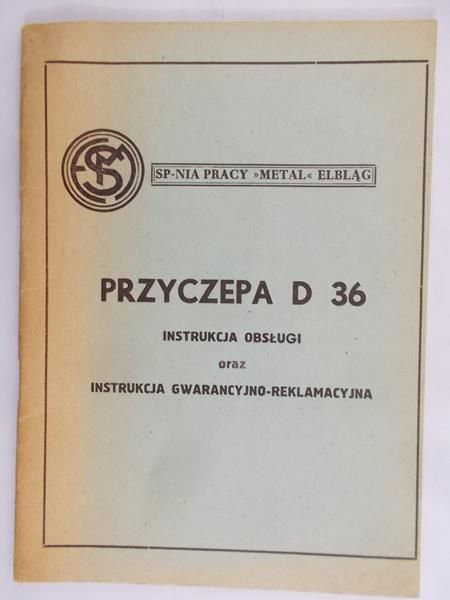 SP-NIA PRACY »METAL« ELBLĄG
PRZYCZEPA D 36
INSTRUKCJA OBSŁUGI
oraz
INSTRUKCJA GWARANCYJNO-REKLAMACYJNA